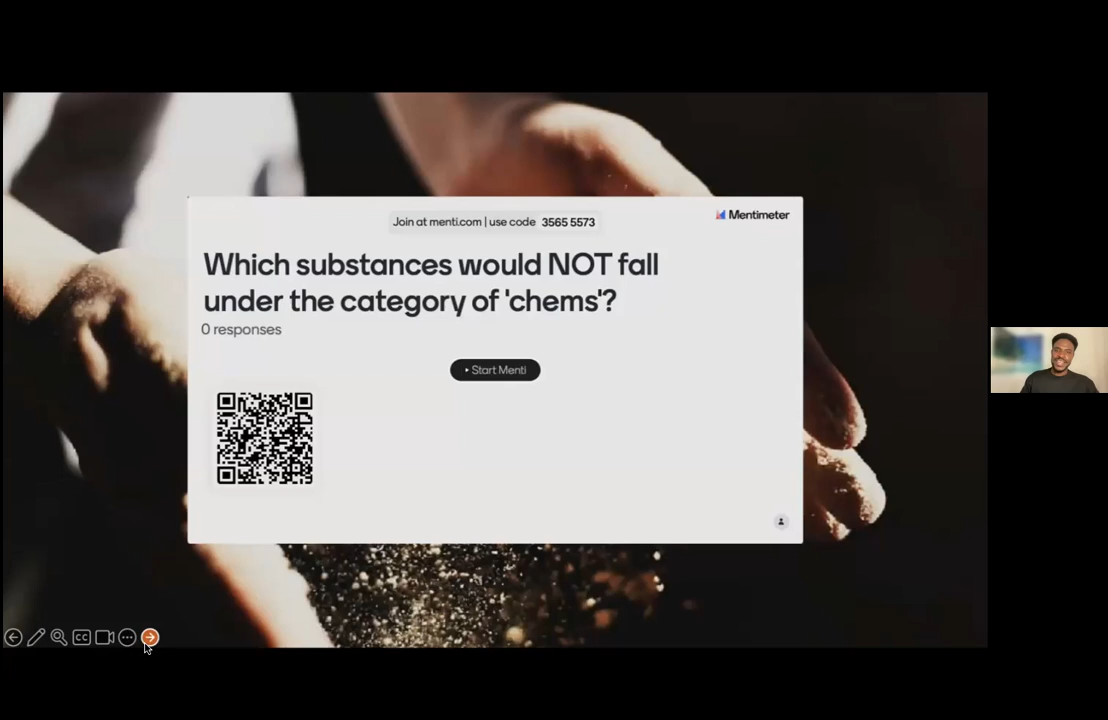 Join at menti.com | use code 3565 5573
Mentimeter
Which substances would NOT fall
under the category of 'chems'?
0 responses
Start Menti
CC